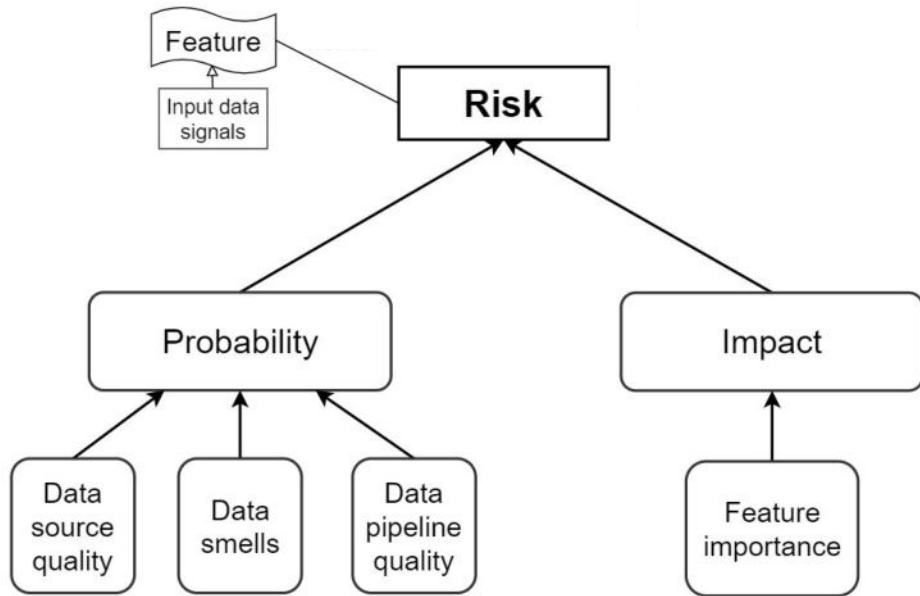 Feature
Input data
signals
Risk
Probability
Impact
Data
source
quality
Data
smells
Data
pipeline
quality
Feature
importance